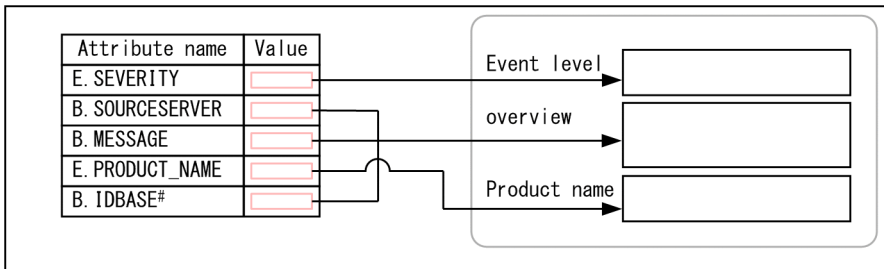 Attribute name Value
E.SEVERITY
B.SOURCESERVER
B.MESSAGE
E.PRODUCT_NAME
B.IDBASE#
Event level
overview
Product name